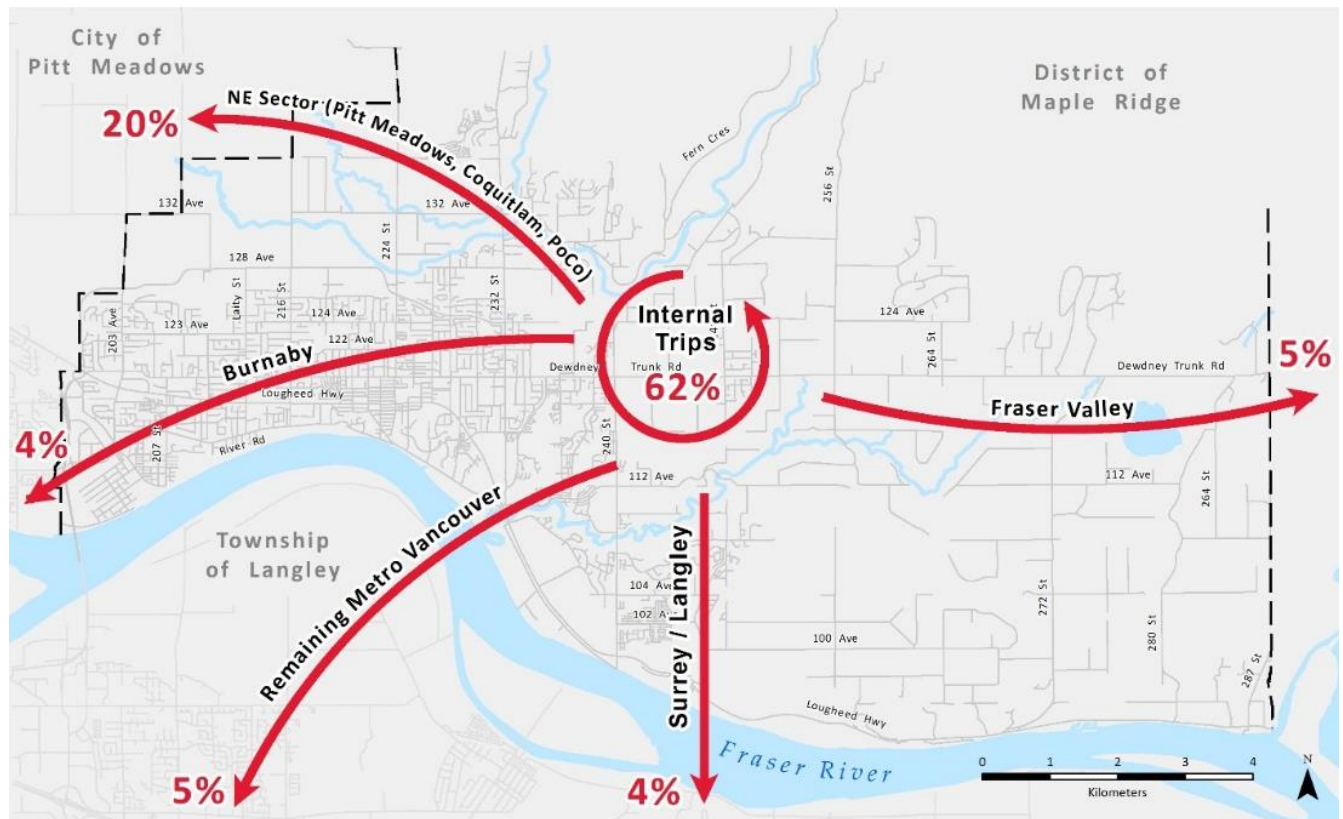 City of
Pitt Meadows
District of
Maple Ridge
NE Sector (Pitt Meadows, Coquitlam, PoCo)
20%
Fern Cres
256 St
132 Ave
132 Ave
224 St
128 Ave
232 St
Laity St
216 St
203 Ave
123 Ave
124 Ave
122 Ave
124 Ave
264 St
Internal
Trips
62%
Dewdney Trunk Rd
Dewdney Trunk Rd
5%
Burnaby
Lougheed Hwy
Fraser Valley
4%
207 St
River Rd
240 St
112 Ave
112 Ave
264 St
Remaining Metro Vancouver
Township
of Langley
Surrey / Langley
104 Ave
102 A
100 Ave
272 St
280 St
287 St
Lougheed Hwy
Fraser River
5%
4%
0 1 2 3 4
Kilometers
N